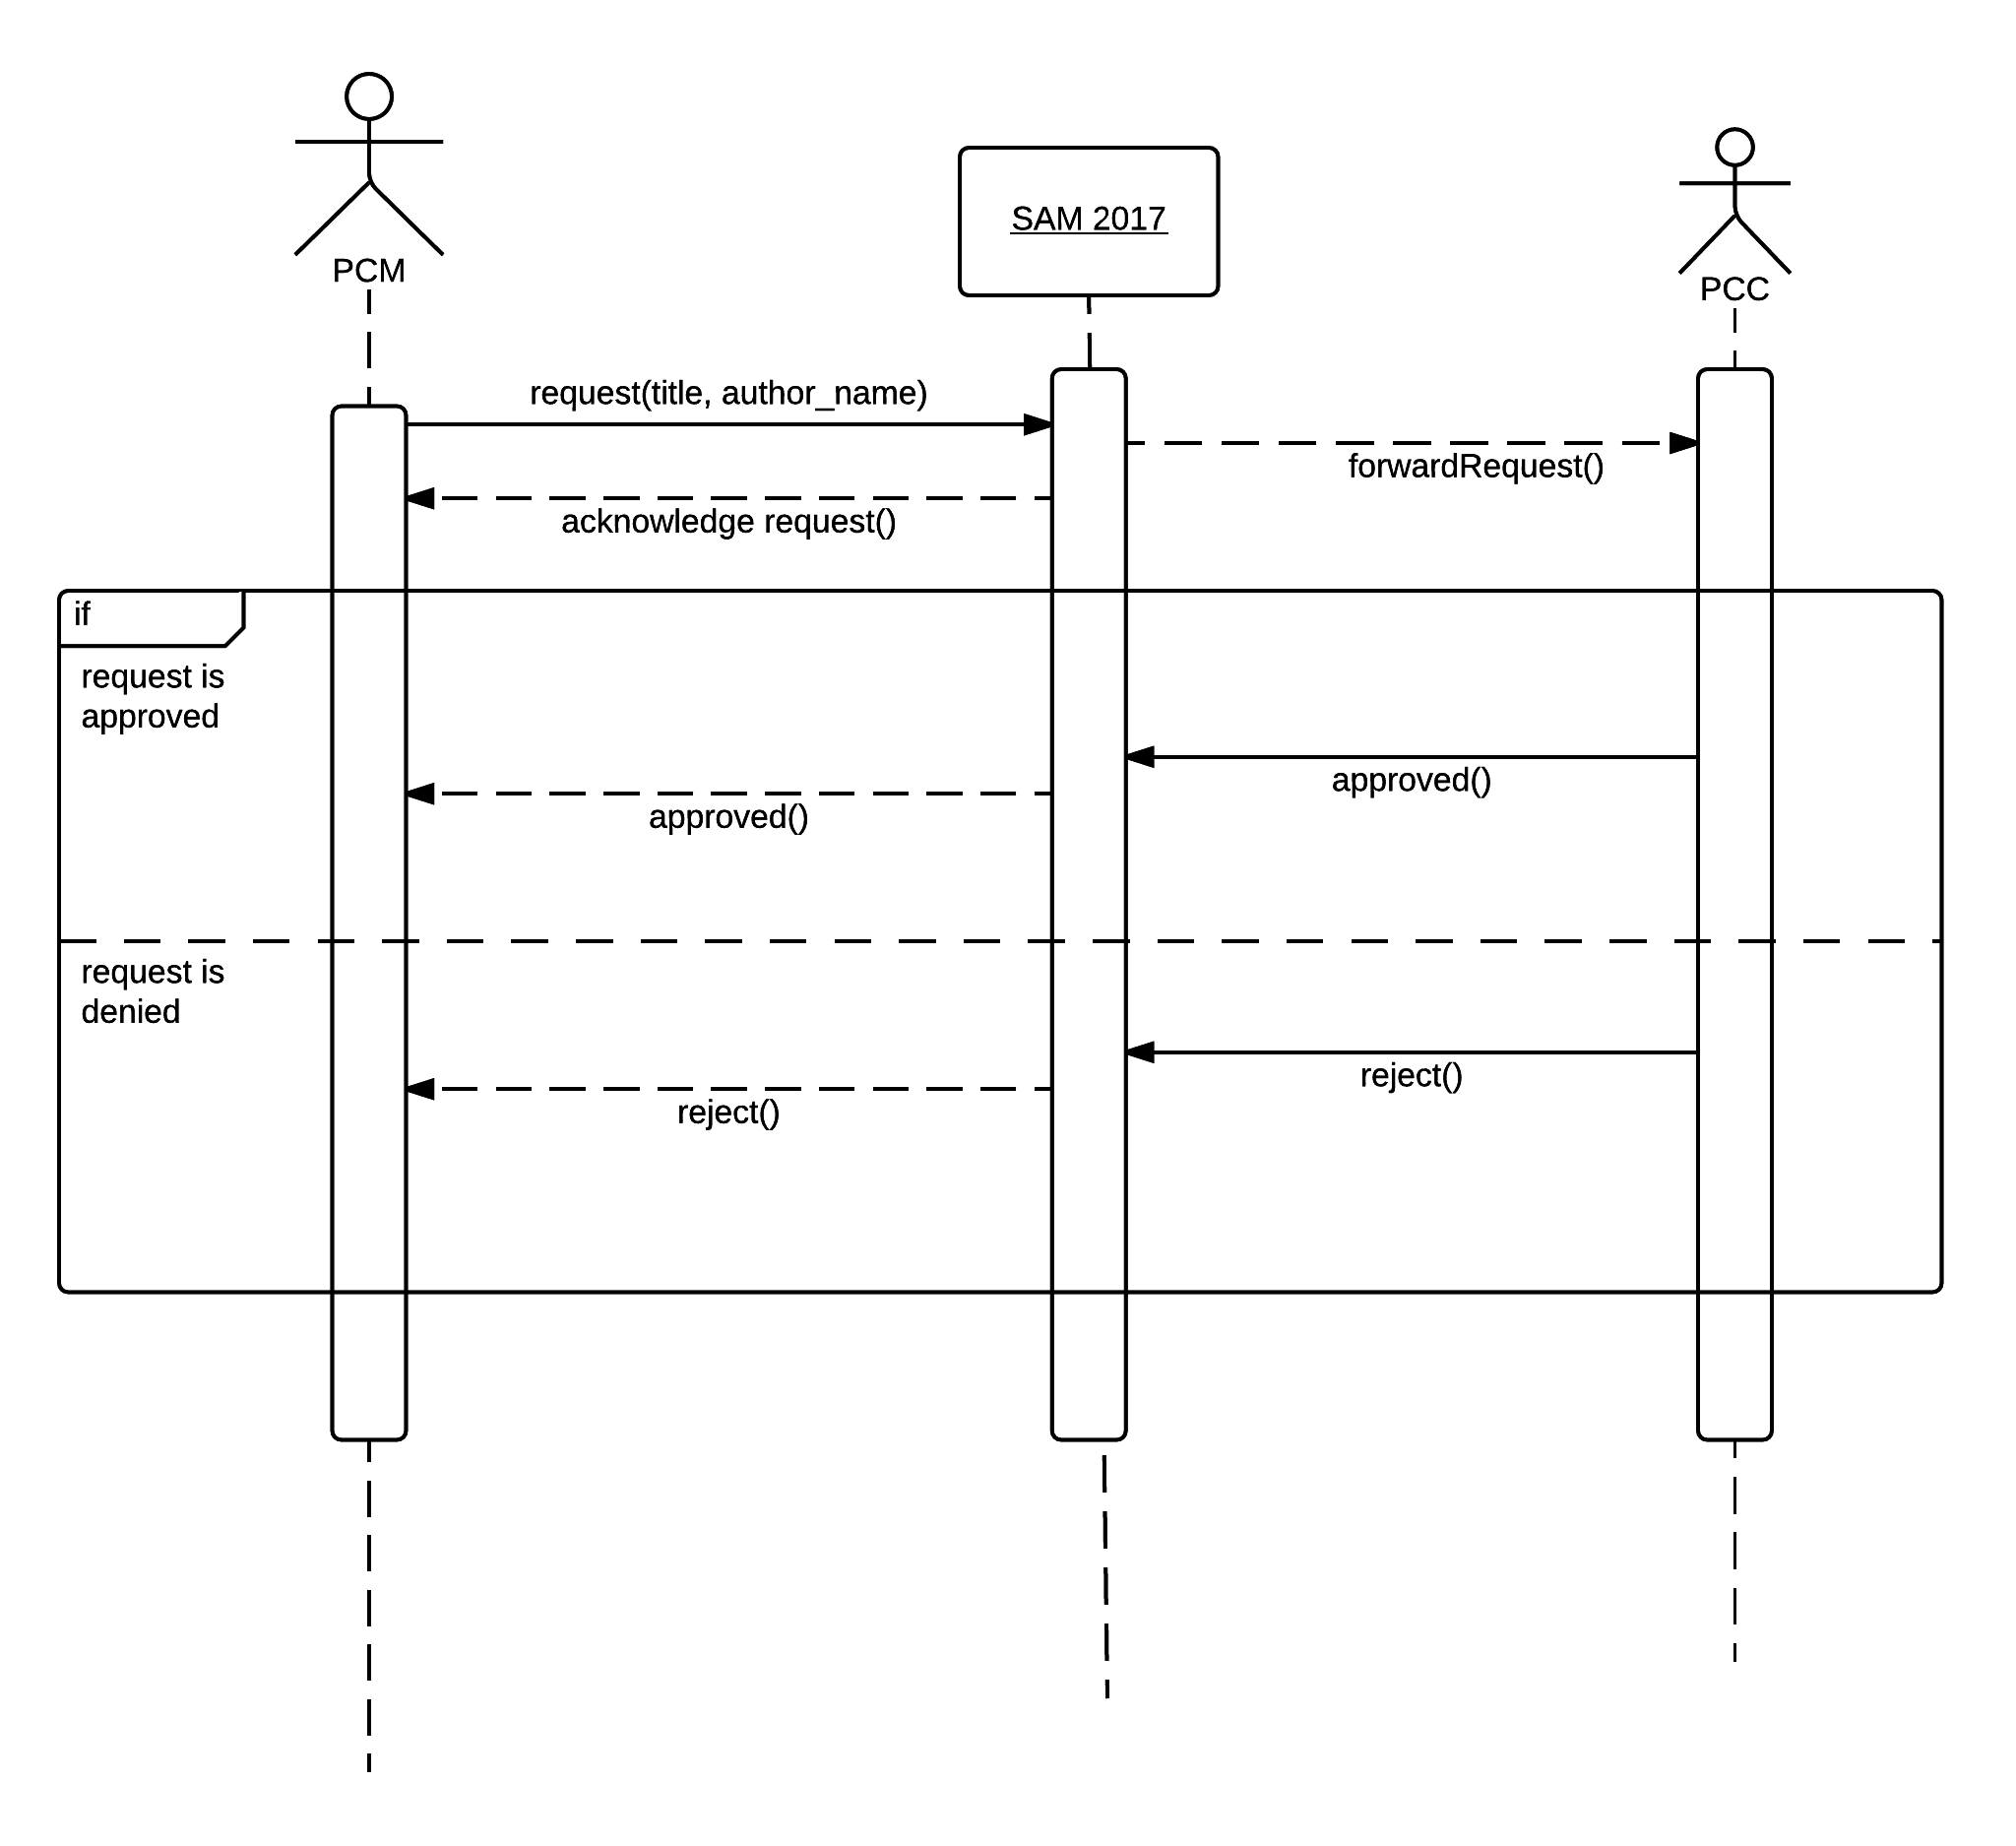 PCM
SAM 2017
PCC
request(title, author_name)
forwardRequest()
acknowledge request()
if
request is
approved
approved()
approved()
request is
denied
reject()
reject()